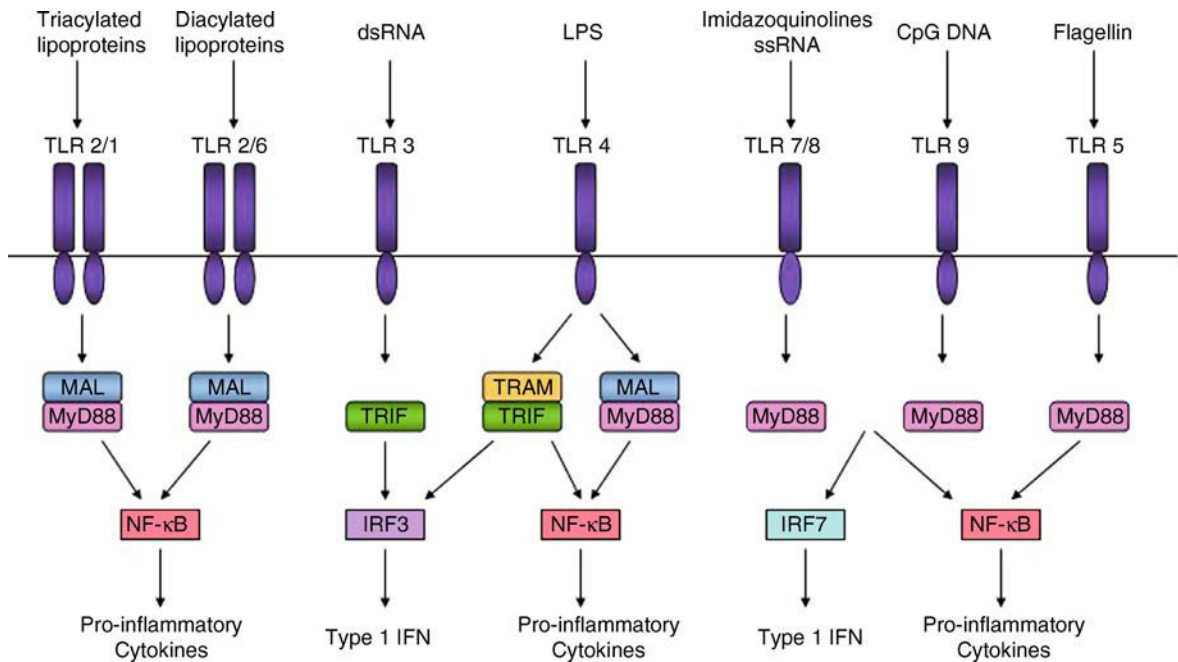 Triacylated
lipoproteins
Diacylated
lipoproteins
dsRNA
LPS
Imidazoquinolines
ssRNA
CpG DNA
Flagellin
TLR 2/1
TLR 2/6
TLR 3
TLR 4
TLR 7/8
TLR 9
TLR 5
MAL
MyD88
MAL
MyD88
TRIF
TRAM
TRIF
MAL
MyD88
MyD88
MyD88
MyD88
NF-κB
IRF3
NF-κB
IRF7
NF-κB
Pro-inflammatory
Cytokines
Type 1 IFN
Pro-inflammatory
Cytokines
Type 1 IFN
Pro-inflammatory
Cytokines